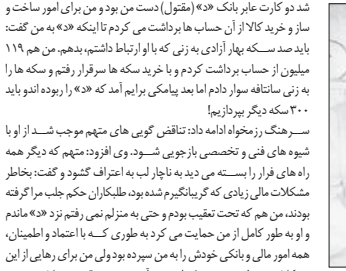 شد دو کارت عابر بانک «د» (مقتول) دست من بود و من برای امور ساخت و
ساز و خرید کالا از آن حساب ها برداشت می کردم تا اینکه «د» به من گفت:
باید صد سـکه بهار آزادی به زنی که با او ارتباط داشتم، بدهم. من هم ۱۱۹
میلیون از حساب برداشت کردم و با خرید سکه ها سرقرار رفتم و سکه ها را
به زنی سانتافه سوار دادم اما بعد پیامکی برایم آمد که «د» را ربوده اندو باید
۳۰۰ سکه دیگر بپردازیم!
سـرهنگ رزمخواه ادامه داد: تناقض گویی های متهم موجب شـد از او با
شیوه های فنی و تخصصی بازجویی شـود. وی افزود: متهم که دیگر همه
راه های فرار را بسـته می دید به ناچار لب به اعتراف گشود و گفت: بخاطر
مشکلات مالی زیادی که گریبانگیرم شده بود، طلبکاران حکم جلب مرا گرفته
بودند، من هم که تحت تعقیب بودم و حتی به منزلم نمی رفتم نزد «د» ماندم
و او به طور کامل از من حمایت می کرد به طوری کـه با اعتماد و اطمینان،
همه امور مالی و بانکی خودش را به من سپرده بود ولی من برای رهایی از این